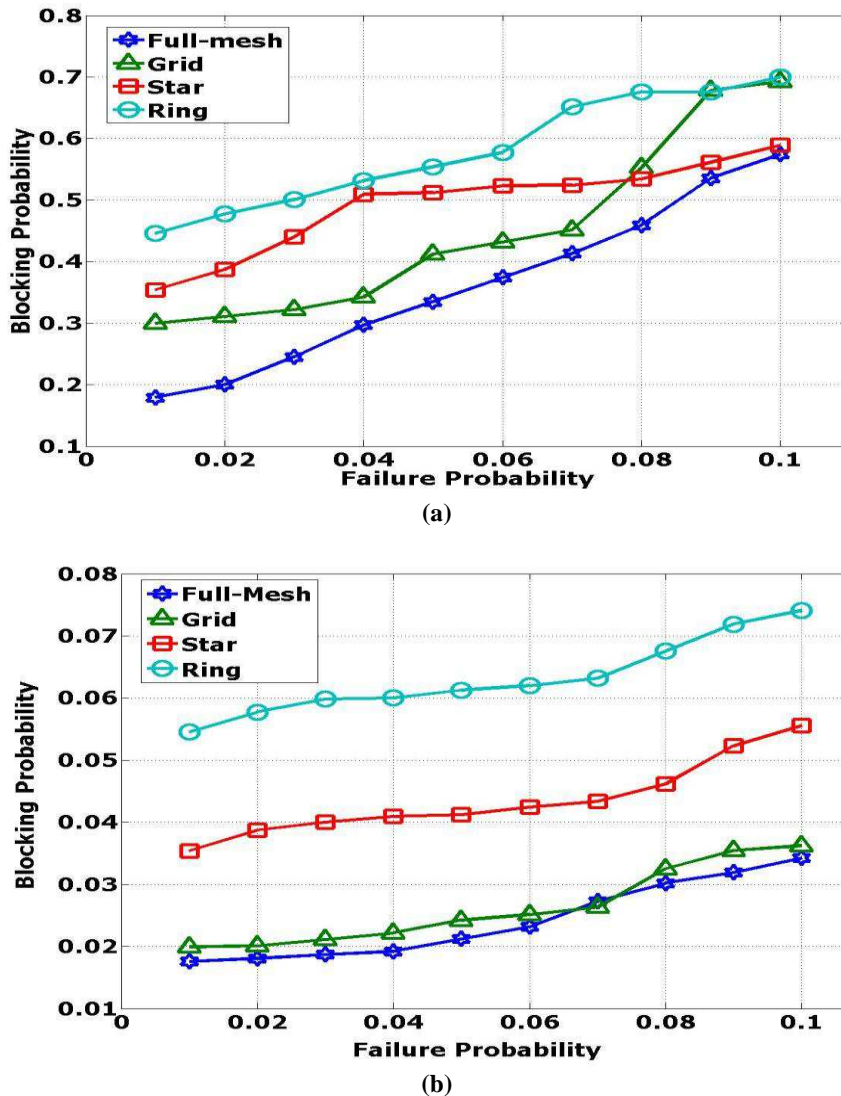 0.8
0.7
0.6
0.5
0.4
0.3
0.2
0.1
Blocking Probability
Full-mesh
Grid
Star
Ring
0
0.02
0.04
0.06
0.08
0.1
Failure Probability
(a)
0.08
0.07
0.06
0.05
0.04
0.03
0.02
0.01
Blocking Probability
Full-Mesh
Grid
Star
Ring
0
0.02
0.04
0.06
0.08
0.1
Failure Probability
(b)